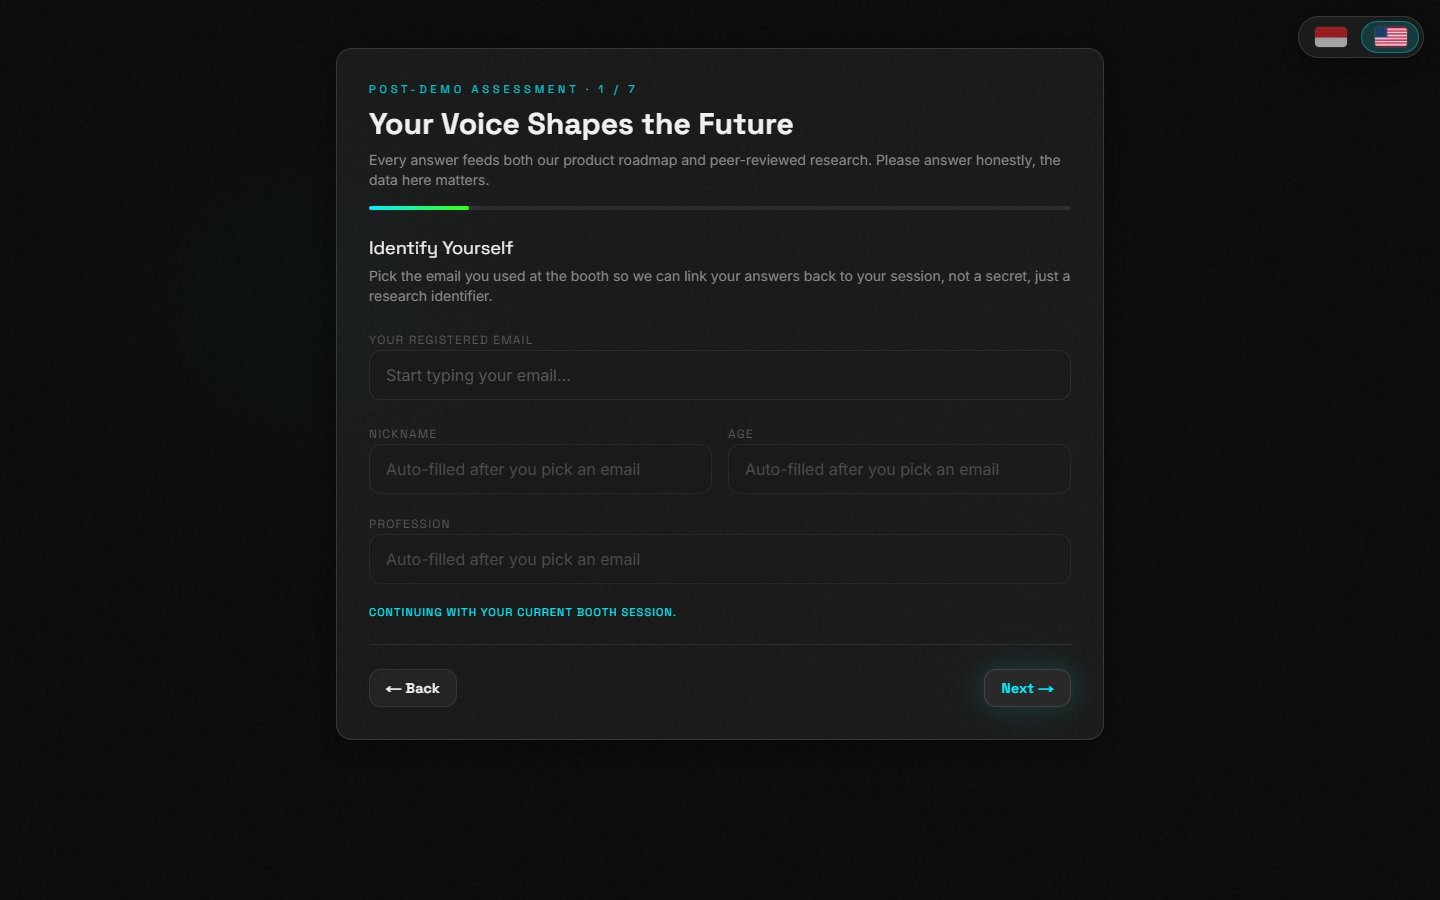 POST-DEMO ASSESSMENT · 1 / 7
Your Voice Shapes the Future
Every answer feeds both our product roadmap and peer-reviewed research. Please answer honestly, the
data here matters.
Identify Yourself
Pick the email you used at the booth so we can link your answers back to your session, not a secret, just a
research identifier.
YOUR REGISTERED EMAIL
Start typing your email...
NICKNAME
AGE
Auto-filled after you pick an email
Auto-filled after you pick an email
PROFESSION
Auto-filled after you pick an email
CONTINUING WITH YOUR CURRENT BOOTH SESSION.
← Back
Next →